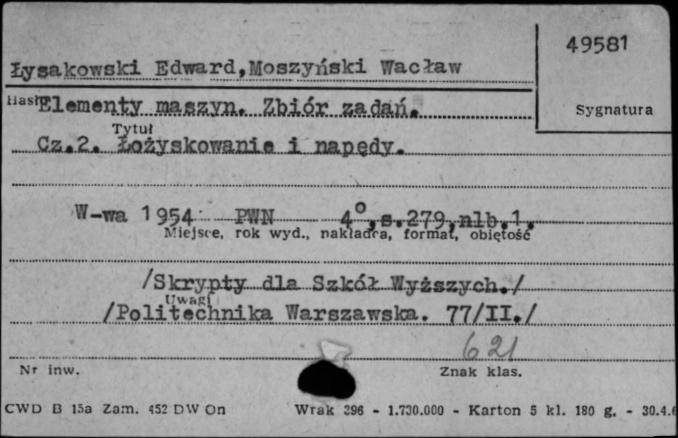 49581
Łysakowski Edward, Moszyński Wacław
Hasło
Elementy maszyn. Zbiór zadań.
Sygnatura
Tytuł
Cz.2. Łożyskowanie i napędy.
W-wa 1954 PWN 4°, s.279, nlb.1.
Miejsce, rok wyd., nakładca, format, objętość
/Skrypty dla Szkół Wyższych./
Uwagi
/Politechnika Warszawska. 77/II./
621
Nr inw.
Znak klas.
CWD B 15a Zam. 452 DW On Wrak 296 - 1.730.000 - Karton 5 kl. 180 g. - 30.4.6